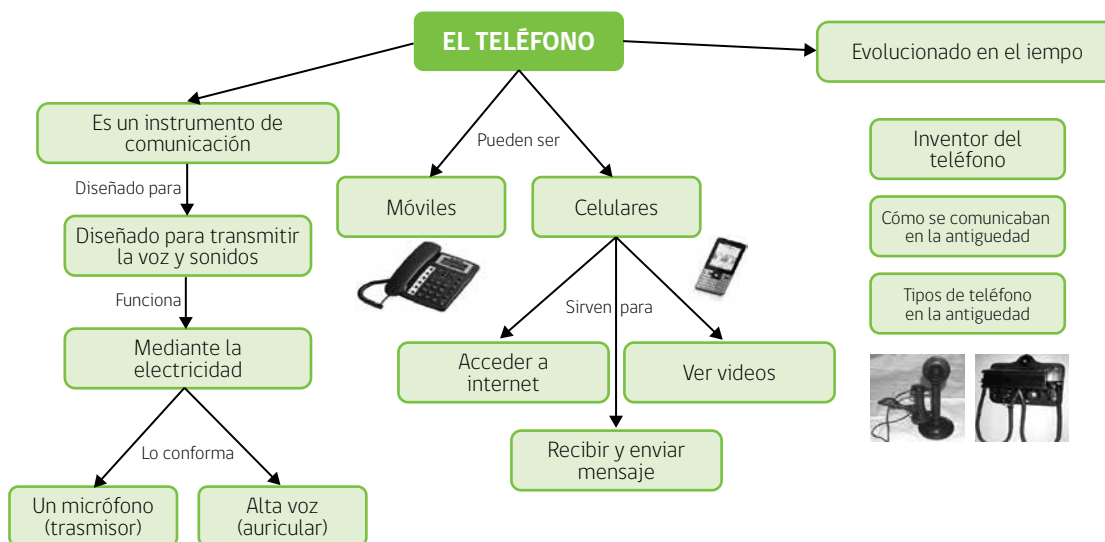 EL TELÉFONO
Evolucionado en el iempo
Es un instrumento de
comunicación
Diseñado para
Diseñado para transmitir
la voz y sonidos
Funciona
Mediante la
electricidad
Lo conforma
Un micrófono
(trasmisor)
Alta voz
(auricular)
Pueden ser
Móviles
Celulares
Sirven para
Acceder a
internet
Ver videos
Recibir y enviar
mensaje
Inventor del
teléfono
Cómo se comunicaban
en la antiguedad
Tipos de teléfono
en la antiguedad